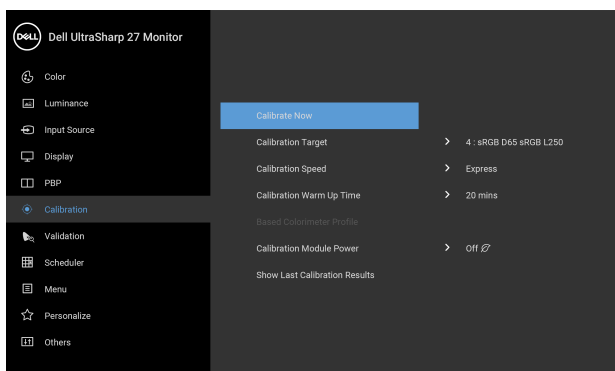 DELL Dell UltraSharp 27 Monitor
Color
Luminance
Input Source
Display
PBP
Calibration
Validation
Scheduler
Menu
Personalize
Others
Calibrate Now
Calibration Target 4 : sRGB D65 sRGB L250
Calibration Speed Express
Calibration Warm Up Time 20 mins
Based Colorimeter Profile
Calibration Module Power Off
Show Last Calibration Results